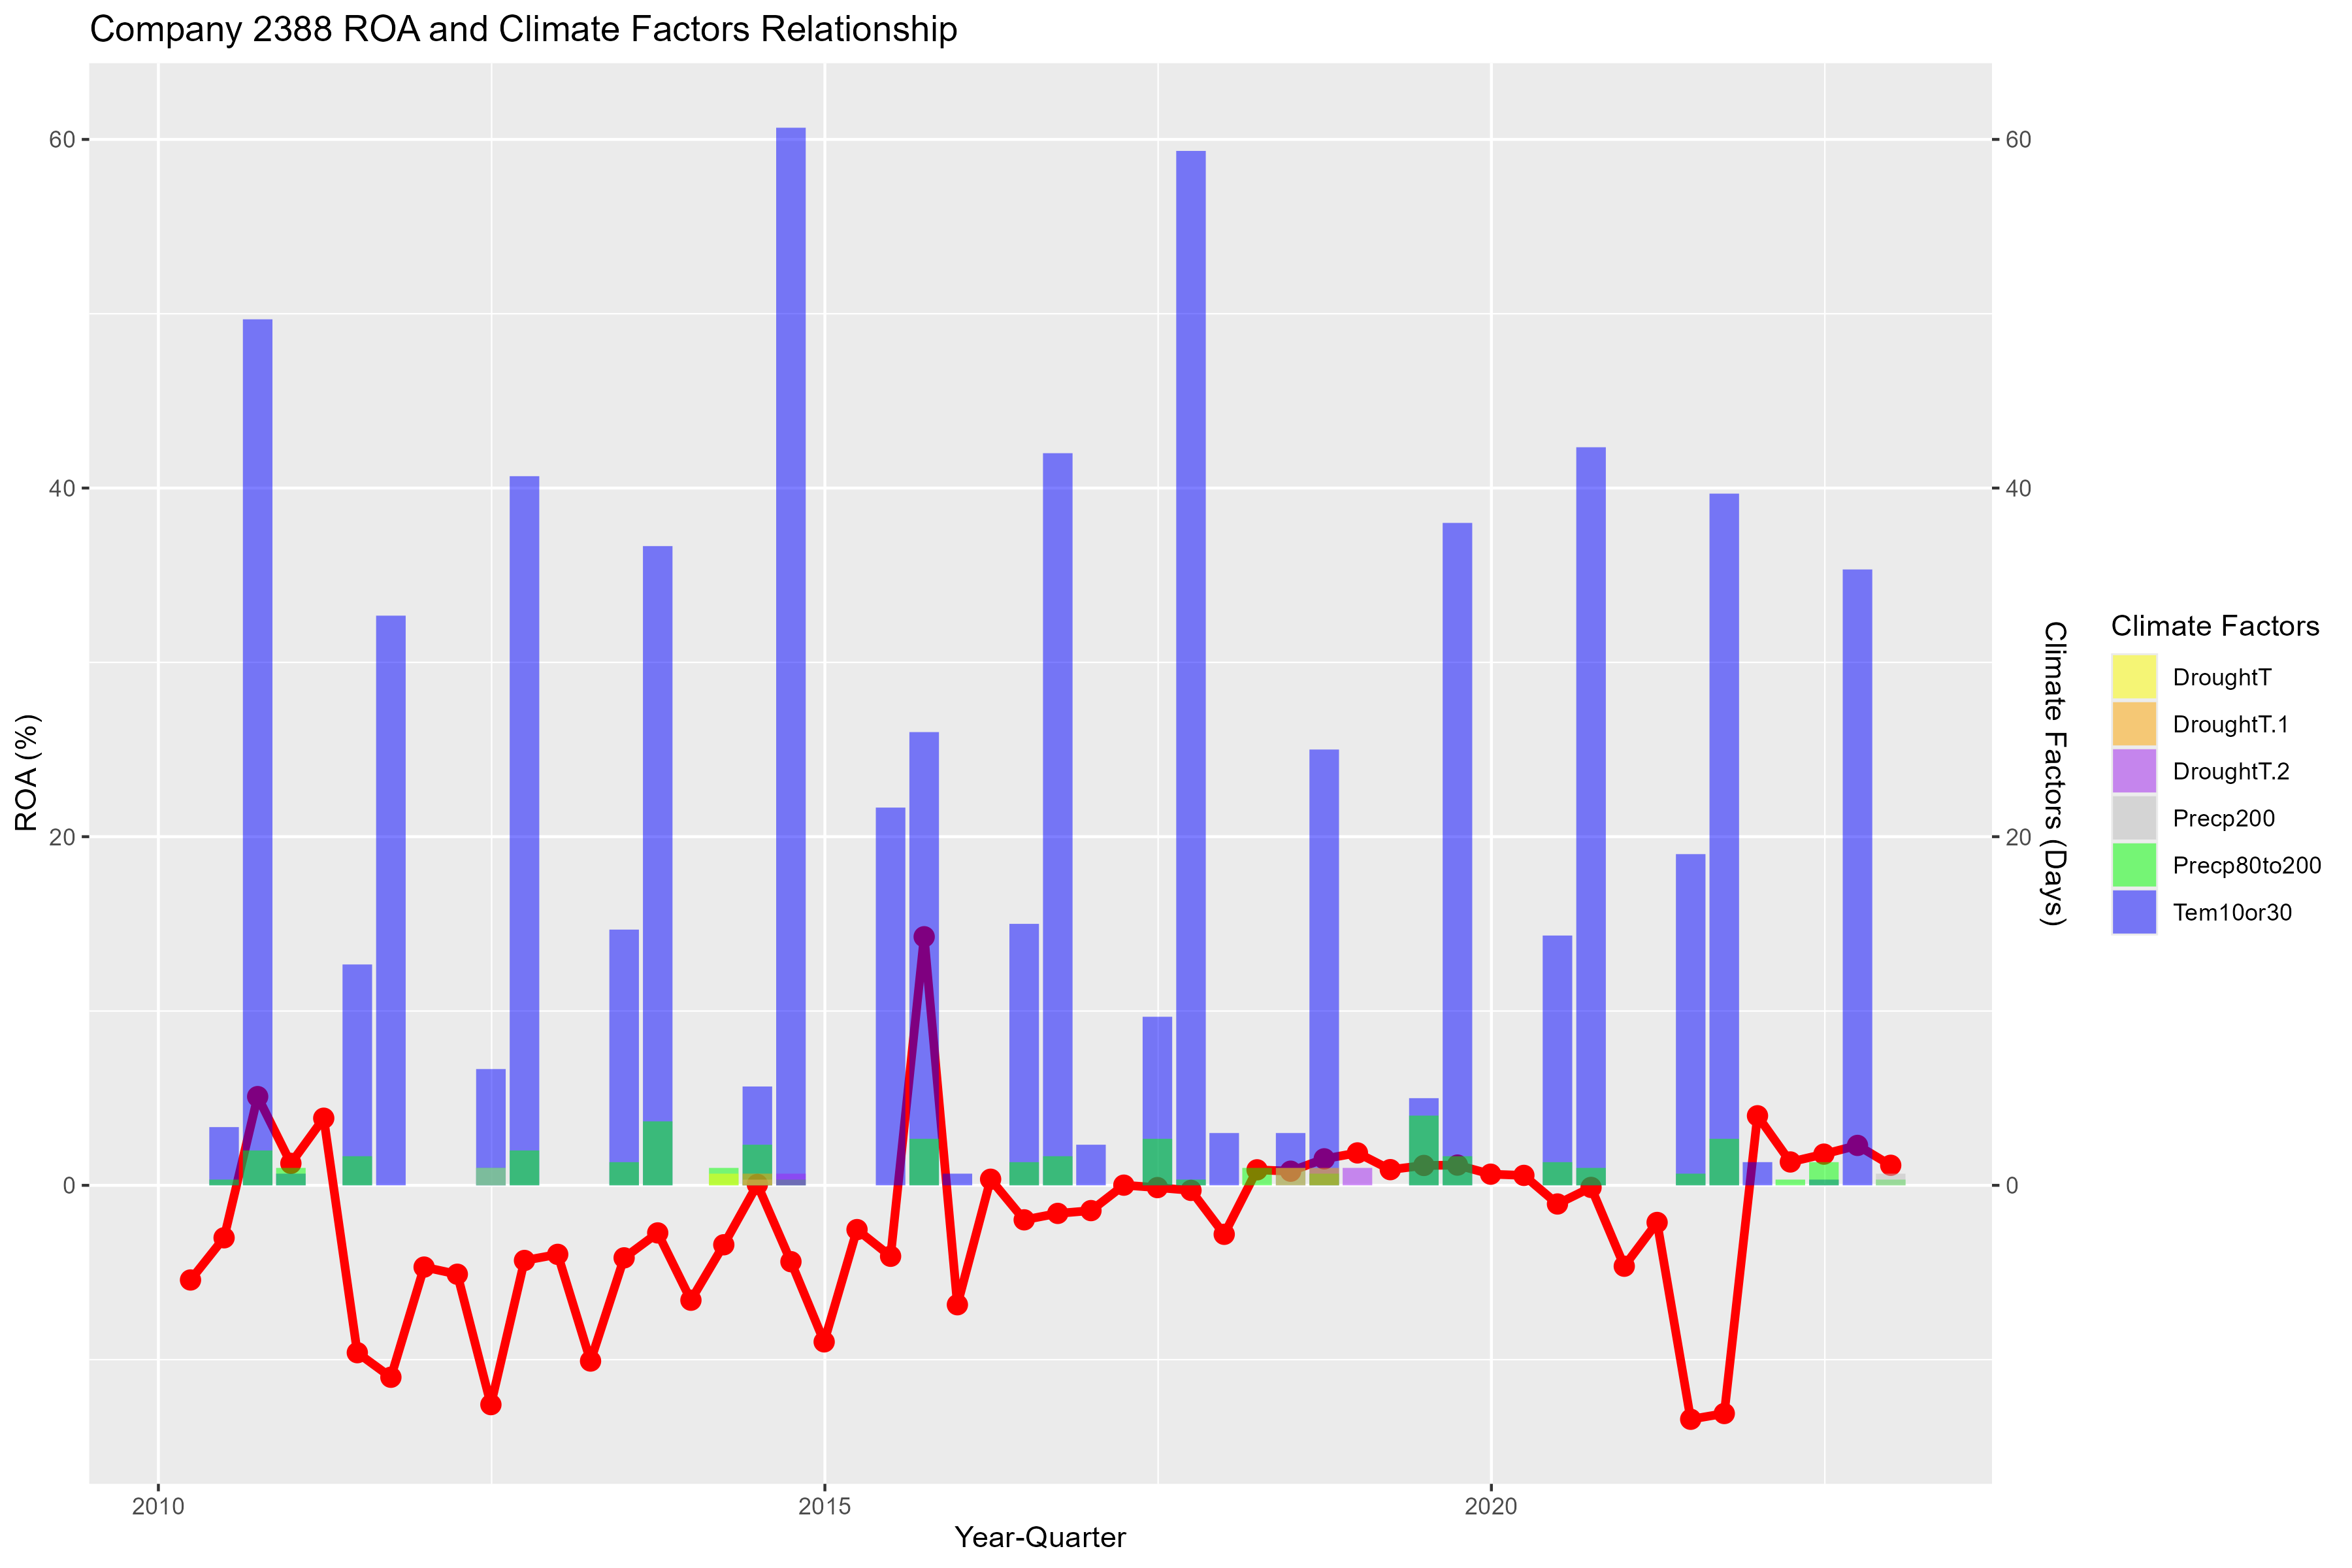 Company 2388 ROA and Climate Factors Relationship
60
40
20
0
ROA (%)
60
40
20
0
Climate Factors (Days)
2010
2015
2020
Year-Quarter
Climate Factors
DroughtT
DroughtT.1
DroughtT.2
Precp200
Precp80to200
Tem10or30